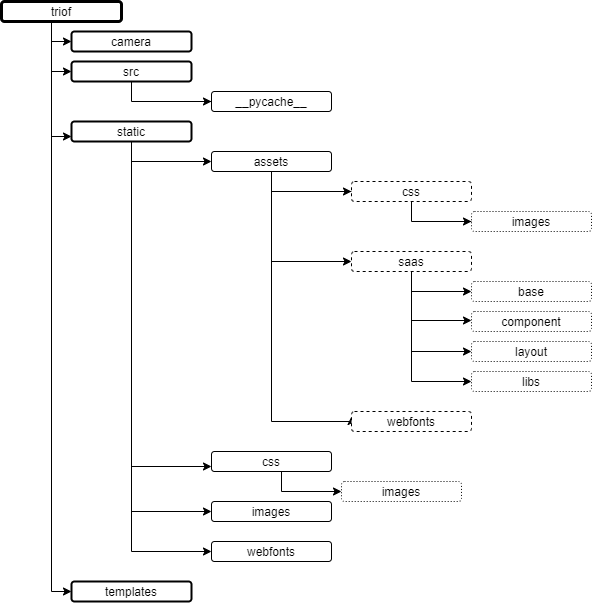 triof
camera
src
__pycache__
static
assets
css
images
saas
base
component
layout
libs
webfonts
css
images
images
webfonts
templates